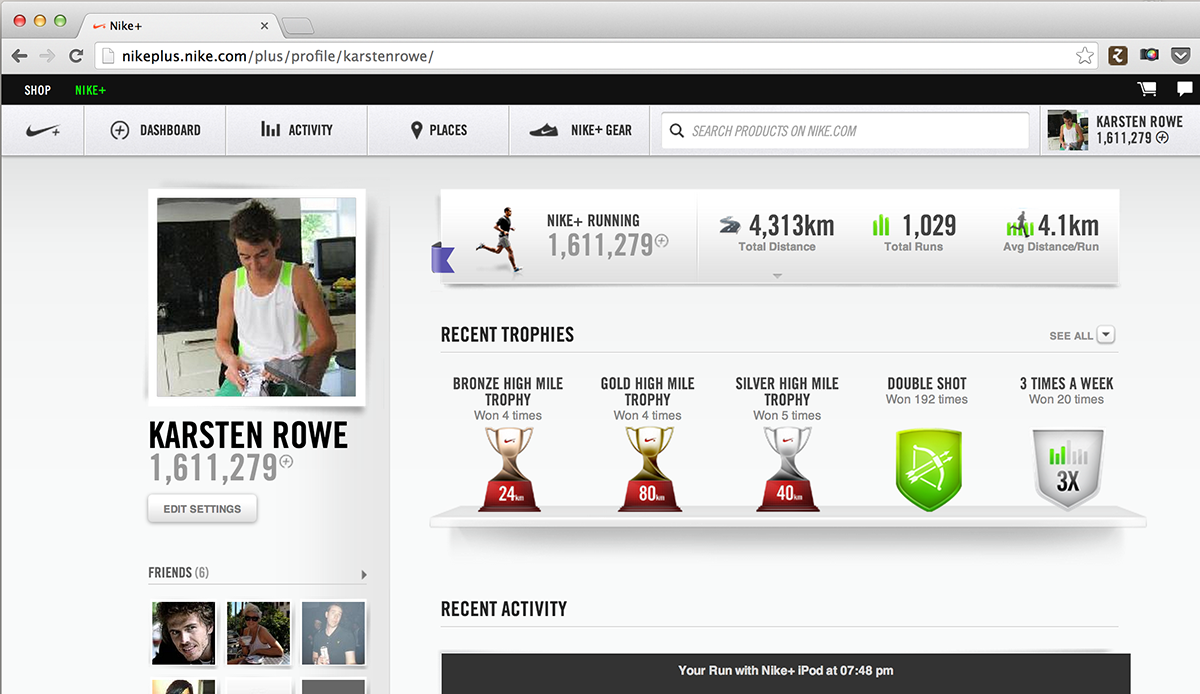 Nike+
nikeplus.nike.com/plus/profile/karstenrowe/
SHOP NIKE+
DASHBOARD ACTIVITY PLACES NIKE+ GEAR SEARCH PRODUCTS ON NIKE.COM
KARSTEN ROWE
1,611,279
NIKE+ RUNNING
1,611,279
4,313km
Total Distance
1,029
Total Runs
4.1km
Avg Distance/Run
RECENT TROPHIES
SEE ALL
BRONZE HIGH MILE
TROPHY
Won 4 times
24km
GOLD HIGH MILE
TROPHY
Won 4 times
80km
SILVER HIGH MILE
TROPHY
Won 5 times
40km
DOUBLE SHOT
Won 192 times
3 TIMES A WEEK
Won 20 times
3X
KARSTEN ROWE
1,611,279
EDIT SETTINGS
FRIENDS (6)
RECENT ACTIVITY
Your Run with Nike+ iPod at 07:48 pm